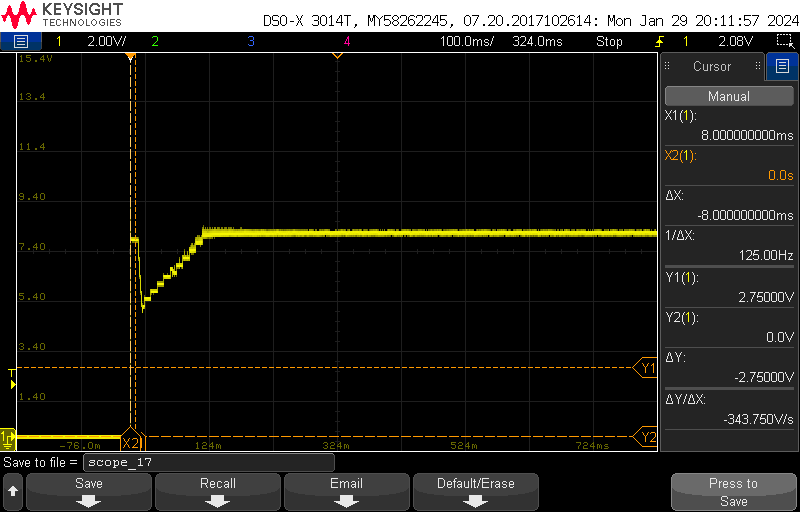 KEYSIGHT
TECHNOLOGIES
DSO-X 3014T, MY58262245, 07.20.2017102614: Mon Jan 29 20:11:57 2024
1 2.00V/ 2 3 4 100.0ms/ 324.0ms Stop 1 2.08V
15.4V
13.4
11.4
9.40
7.40
5.40
3.40
1.40
-76.0m 124m 324m 524m 724ms
T
1
X2
Y1
Y2
Cursor
Manual
X1(1):
8.000000000ms
X2(1):
0.0s
ΔX:
-8.000000000ms
1/ΔX:
125.00Hz
Y1(1):
2.75000V
Y2(1):
0.0V
ΔY:
-2.75000V
ΔY/ΔX:
-343.750V/s
Save to file = scope_17
Save Recall Email Default/Erase Press to
Save